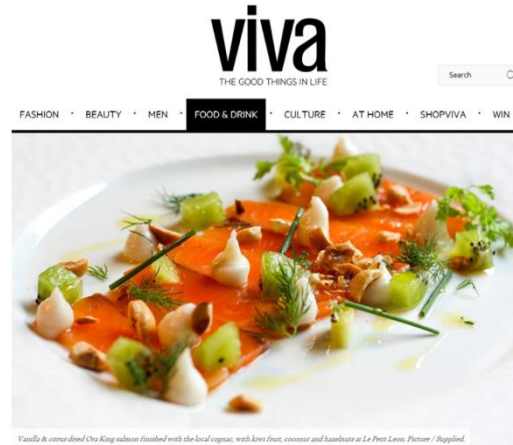 viva
THE GOOD THINGS IN LIFE
Search
FASHION • BEAUTY • MEN • FOOD & DRINK • CULTURE • AT HOME • SHOPVIVA • WIN
Vanilla & citrus dried Ora King salmon finished with the local cognac, with kiwi fruit, coconut and hazelnuts at Le Petit Leon. Picture / Supplied.